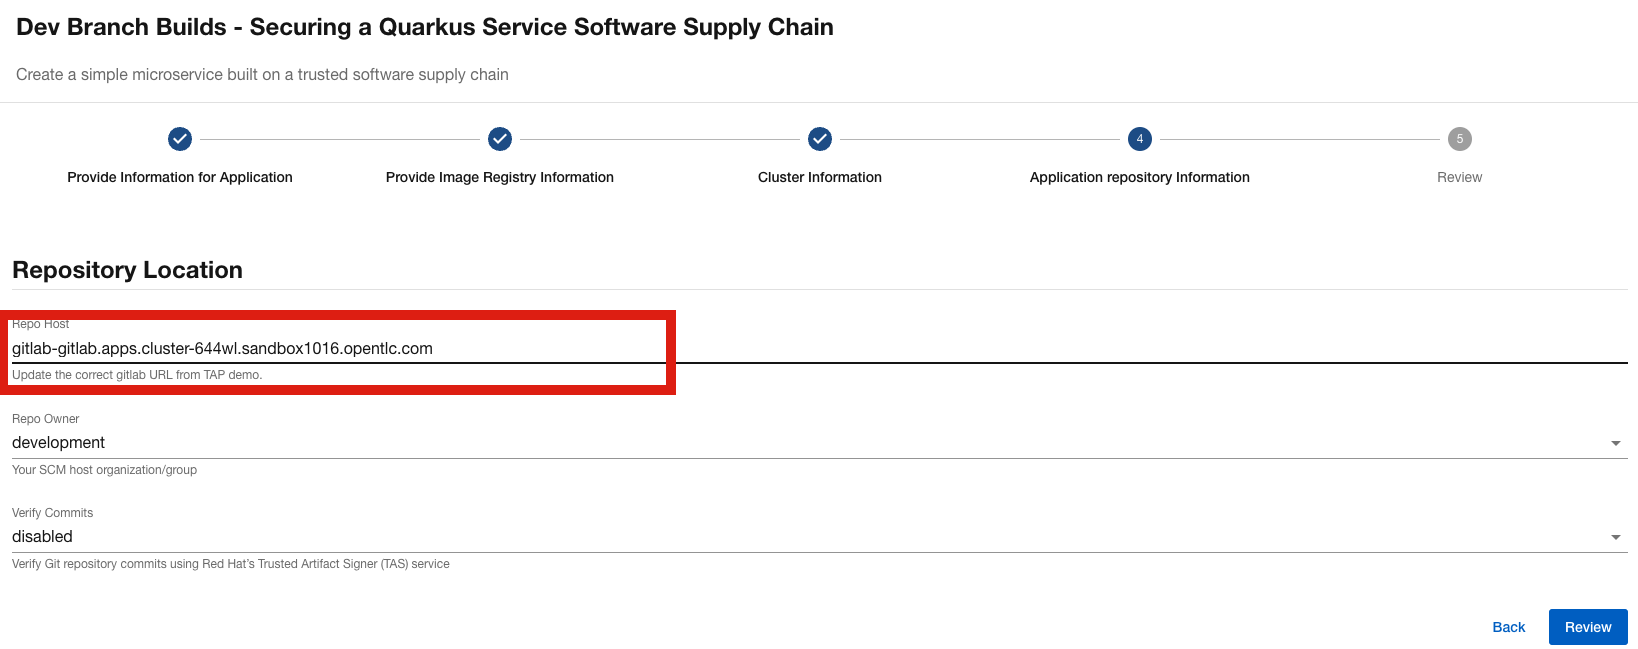 Dev Branch Builds - Securing a Quarkus Service Software Supply Chain
Create a simple microservice built on a trusted software supply chain
4
5
Provide Information for Application
Provide Image Registry Information
Cluster Information
Application repository Information
Review
Repository Location
Repo Host
gitlab-gitlab.apps.cluster-644wl.sandbox1016.opentlc.com
Update the correct gitlab URL from TAP demo.
Repo Owner
development
Your SCM host organization/group
Verify Commits
disabled
Verify Git repository commits using Red Hat's Trusted Artifact Signer (TAS) service
Back
Review